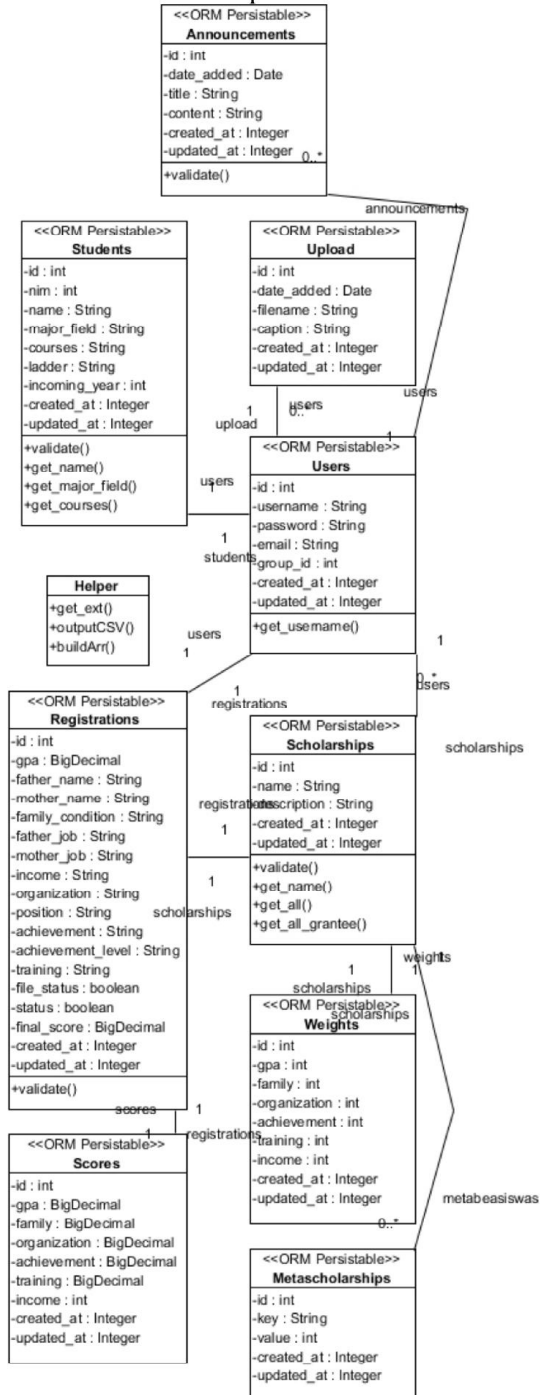 <<ORM Persistable>>
Announcements
-id : int
-date_added : Date
-title : String
-content : String
-created_at : Integer
-updated_at : Integer
0..*
+validate()
announcements
<<ORM Persistable>>
Students
-id : int
-nim : int
-name : String
-major_field : String
-courses : String
-ladder : String
-incoming_year : int
-created_at : Integer
-updated_at : Integer
+validate()
+get_name()
+get_major_field()
+get_courses()
<<ORM Persistable>>
Upload
-id : int
-date_added : Date
-filename : String
-caption : String
-created_at : Integer
-updated_at : Integer
users
1
users
0..*
upload
1
<<ORM Persistable>>
Users
-id : int
-username : String
-password : String
-email : String
-group_id : int
-created_at : Integer
-updated_at : Integer
+get_username()
users
1
1
students
Helper
+get_ext()
+outputCSV()
+buildArr()
users
1
1
registrations
1
0..*
users
scholarships
<<ORM Persistable>>
Registrations
-id : int
-gpa : BigDecimal
-father_name : String
-mother_name : String
-family_condition : String
-father_job : String
-mother_job : String
-income : String
-organization : String
-position : String
-achievement : String
-achievement_level : String
-training : String
-file_status : boolean
-status : boolean
-final_score : BigDecimal
-created_at : Integer
-updated_at : Integer
+validate()
<<ORM Persistable>>
Scholarships
-id : int
-name : String
-description : String
-created_at : Integer
-updated_at : Integer
+validate()
+get_name()
+get_all()
+get_all_grantee()
registrations
1
1
scholarships
weights
1
1
1
scholarships
scholarships
<<ORM Persistable>>
Weights
-id : int
-gpa : int
-family : int
-organization : int
-achievement : int
-training : int
-income : int
-created_at : Integer
-updated_at : Integer
0..*
metabeasiswas
scores
1
1
registrations
<<ORM Persistable>>
Scores
-id : int
-gpa : BigDecimal
-family : BigDecimal
-organization : BigDecimal
-achievement : BigDecimal
-training : BigDecimal
-income : int
-created_at : Integer
-updated_at : Integer
<<ORM Persistable>>
Metascholarships
-id : int
-key : String
-value : int
-created_at : Integer
-updated_at : Integer